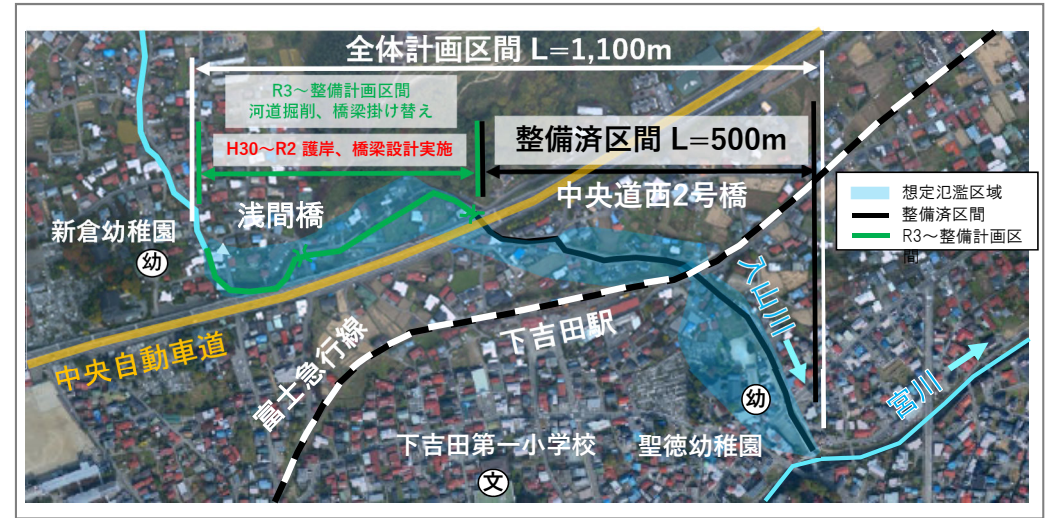 全体計画区間 L=1,100m
R3～整備計画区間
河道掘削、橋梁掛け替え
H30～R2 護岸、橋梁設計実施
整備済区間 L=500m
中央道西2号橋
浅間橋
新倉幼稚園
幼
想定氾濫区域
整備済区間
R3～整備計画区
間
入山川
下吉田駅
中央自動車道
富士急行線
宮川
幼
下吉田第一小学校
聖徳幼稚園
文